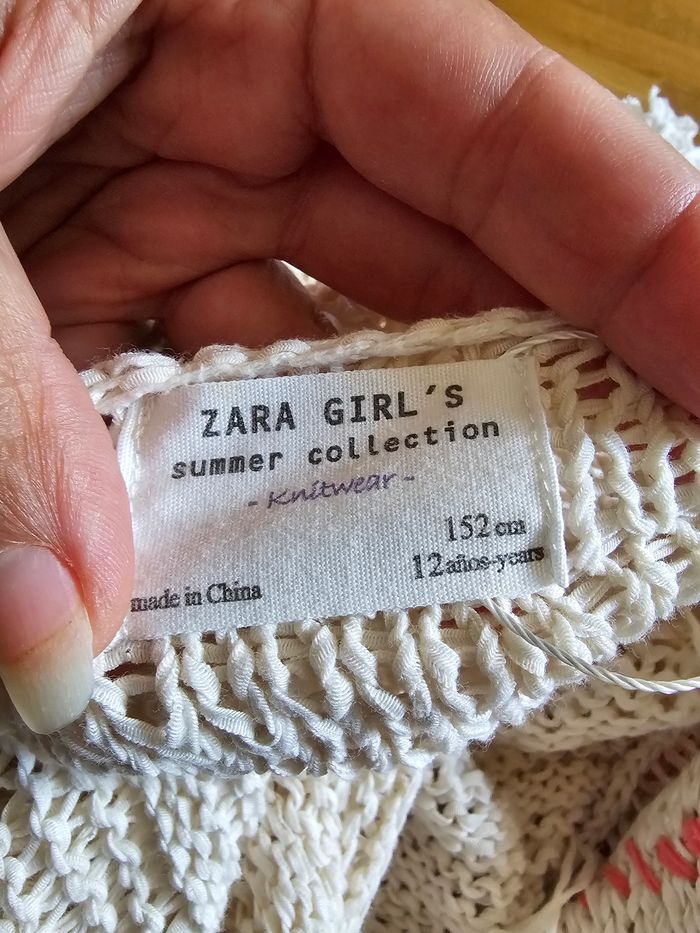 ZARA GIRL'S
summer collection
- Knitwear -
152 cm
12 años-years
made in China